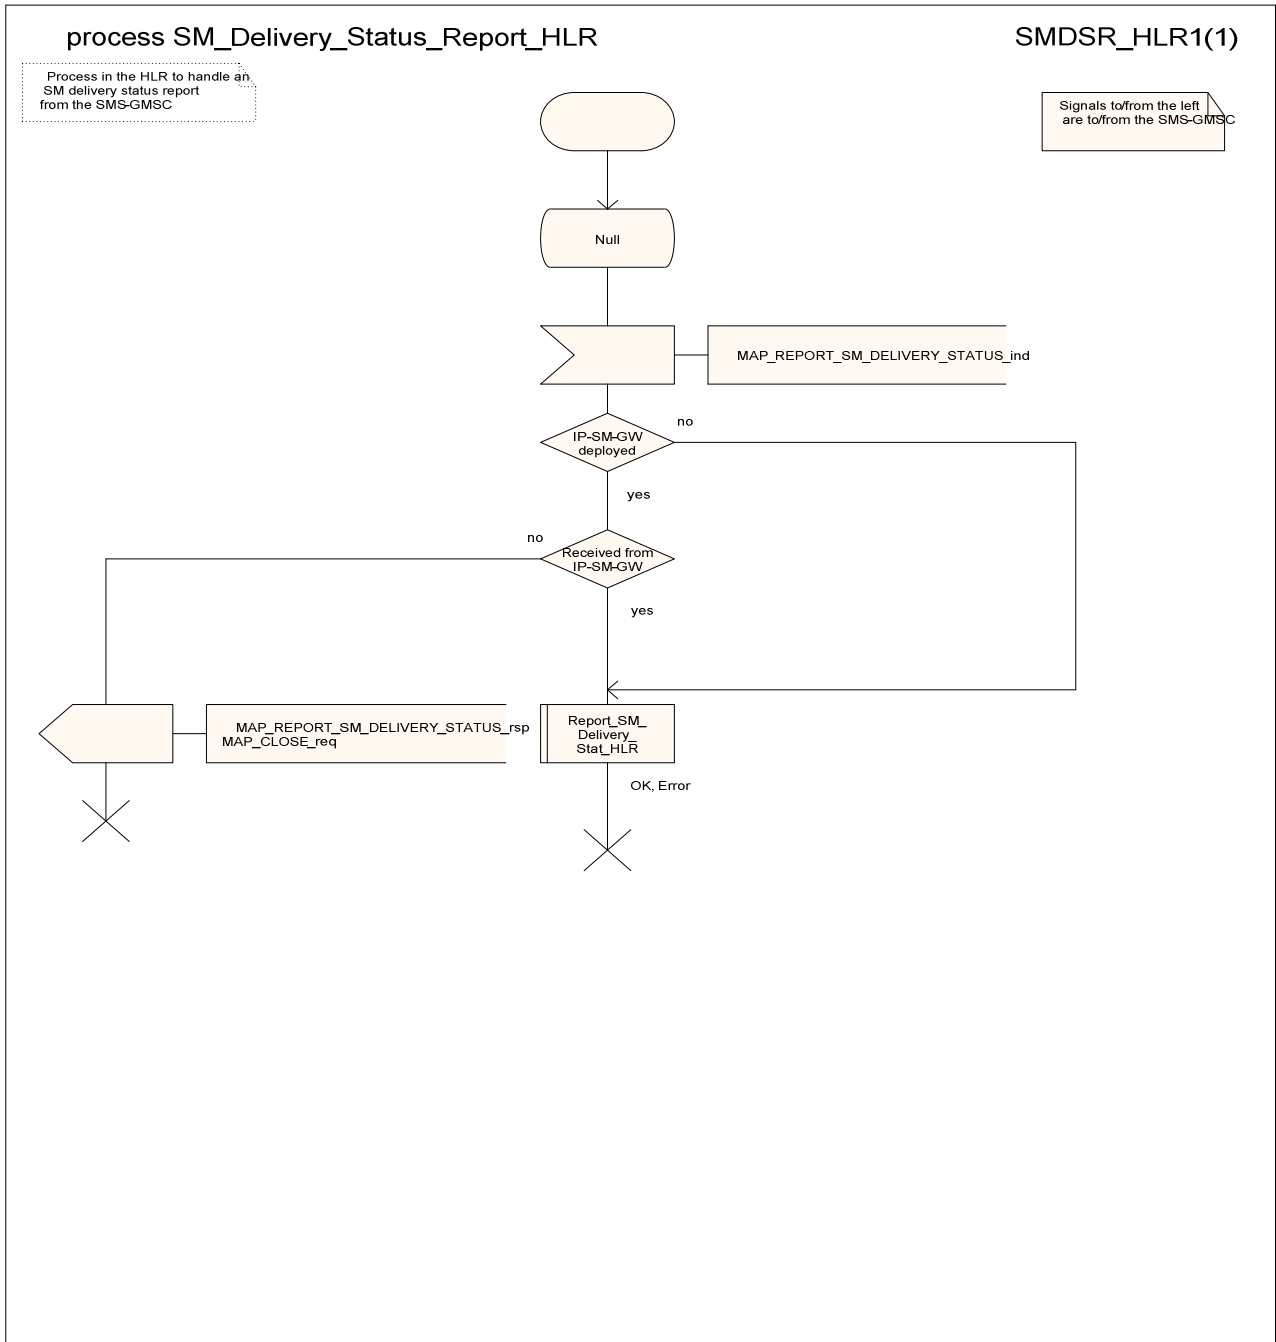 process SM_Delivery_Status_Report_HLR
SMDSR_HLR1(1)
Process in the HLR to handle an
SM delivery status report
from the SMS-GMSC
Signals to/from the left
are to/from the SMS-GMSC
Null
MAP_REPORT_SM_DELIVERY_STATUS_ind
no
IP-SM-GW
deployed
yes
no
Received from
IP-SM-GW
yes
MAP_REPORT_SM_DELIVERY_STATUS_rsp
MAP_CLOSE_req
Report_SM_
Delivery_
Stat_HLR
OK, Error